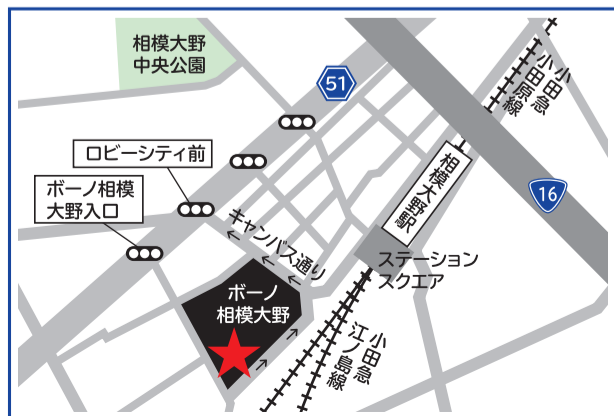 相模大野
中央公園
51
小田急
小田原線
ロビーシティ前
相模大野駅
16
ボーノ相模
大野入口
キャンパス通り
ステーション
スクエア
ボーノ
相模大野
小田急
江ノ島線